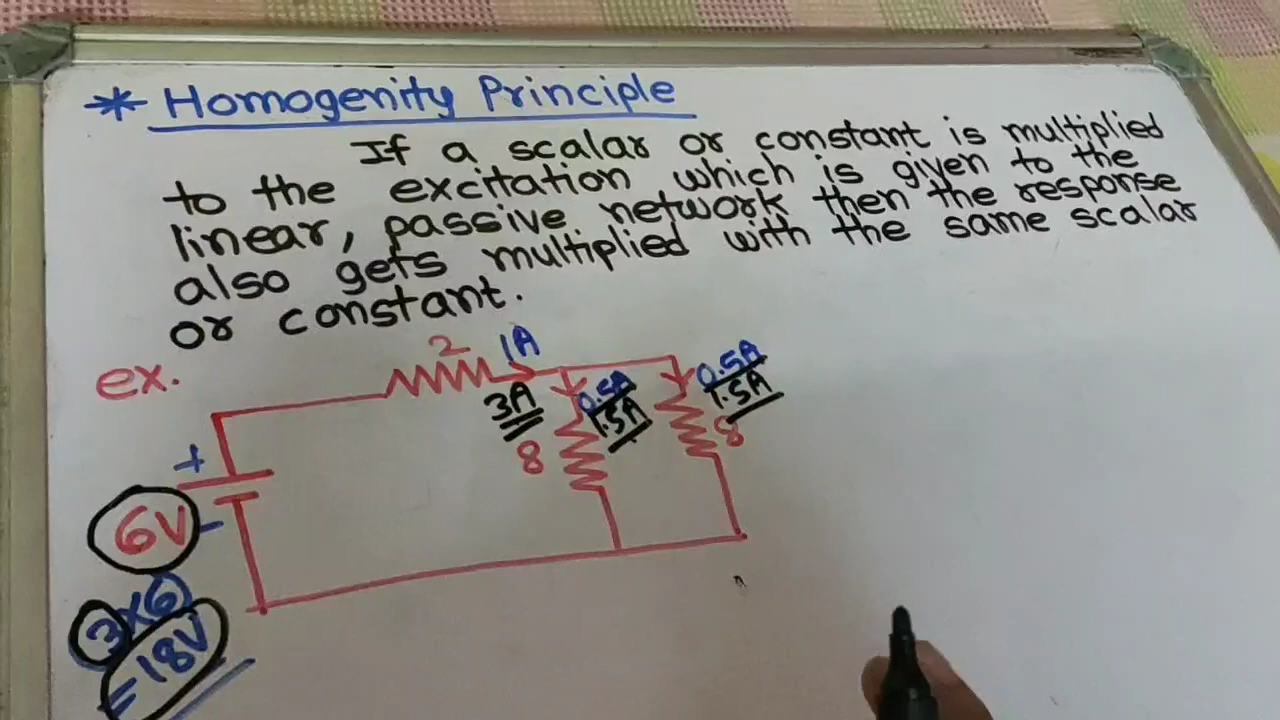 * Homogenity Principle
If a scalar or constant is multiplied
to the excitation which is given to the
linear, passive network then the response
also gets multiplied with the same scalar
or constant.
ex.
2
1A
3A
0.5A
1.5A
8
0.5A
1.5A
8
+
6V
-
3×6
=18V